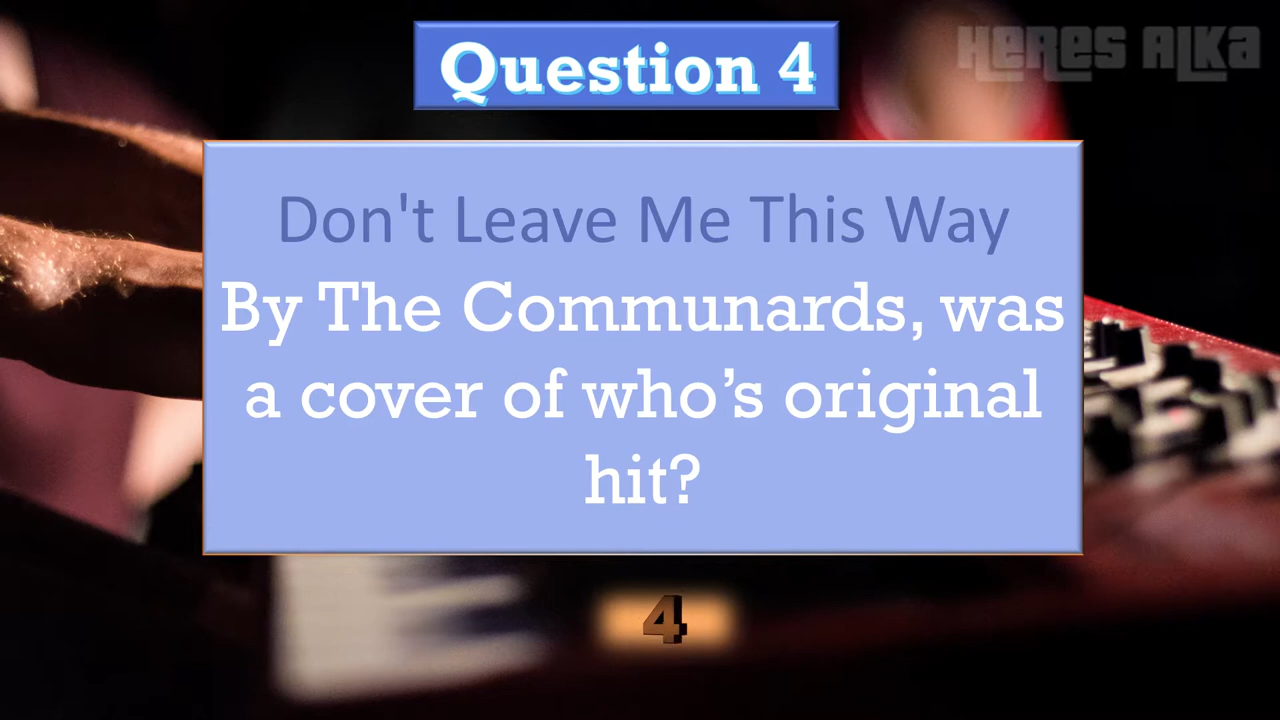 Question 4
HERES ALKA
Don't Leave Me This Way
By The Communards, was
a cover of who’s original
hit?
4